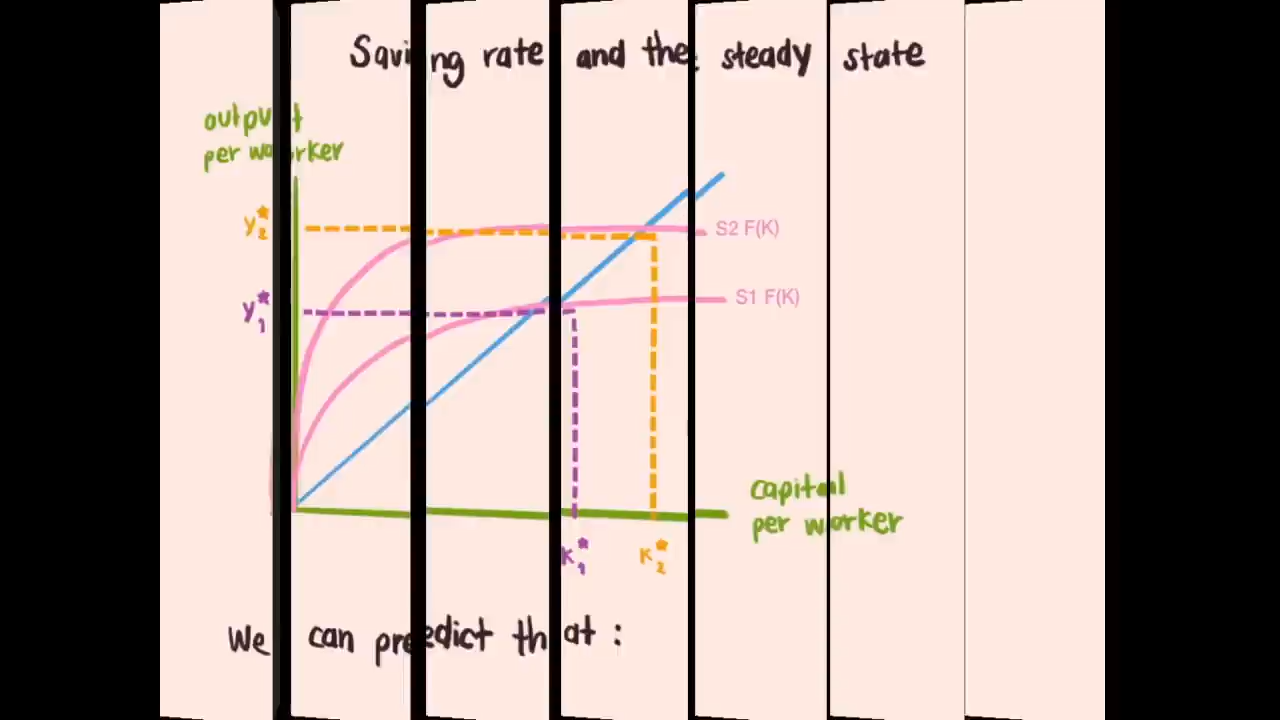 Saving rate and the steady state
output
per worker
y₂*
S2 F(K)
y₁*
S1 F(K)
capital
per worker
K₁* K₂*
We can predict that :